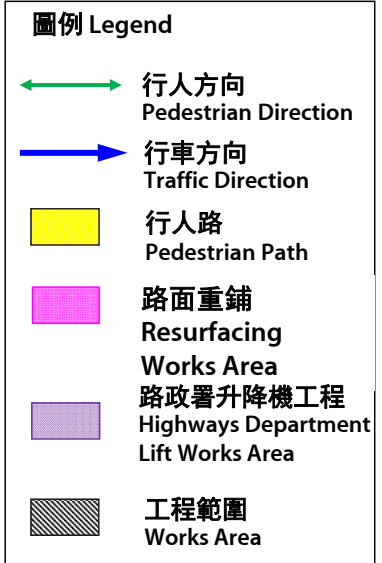 圖例 Legend
行人方向
Pedestrian Direction
行車方向
Traffic Direction
行人路
Pedestrian Path
路面重鋪
Resurfacing
Works Area
路政署升降機工程
Highways Department
Lift Works Area
工程範圍
Works Area